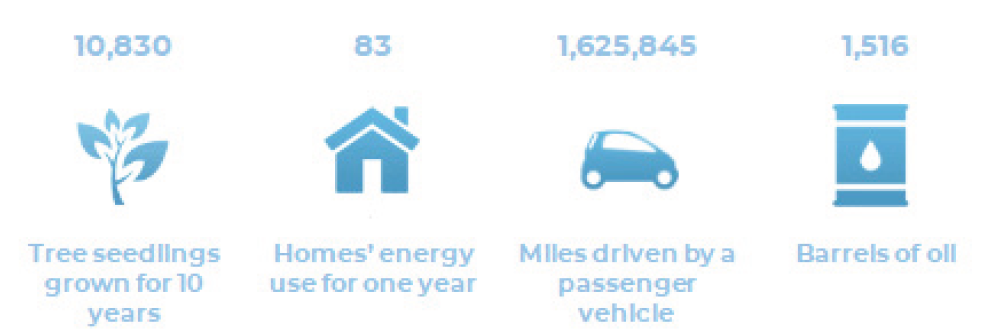 10,830
83
1,625,845
1,516
Tree seedlings
grown for 10
years
Homes' energy
use for one year
Miles driven by a
passenger
vehicle
Barrels of oil